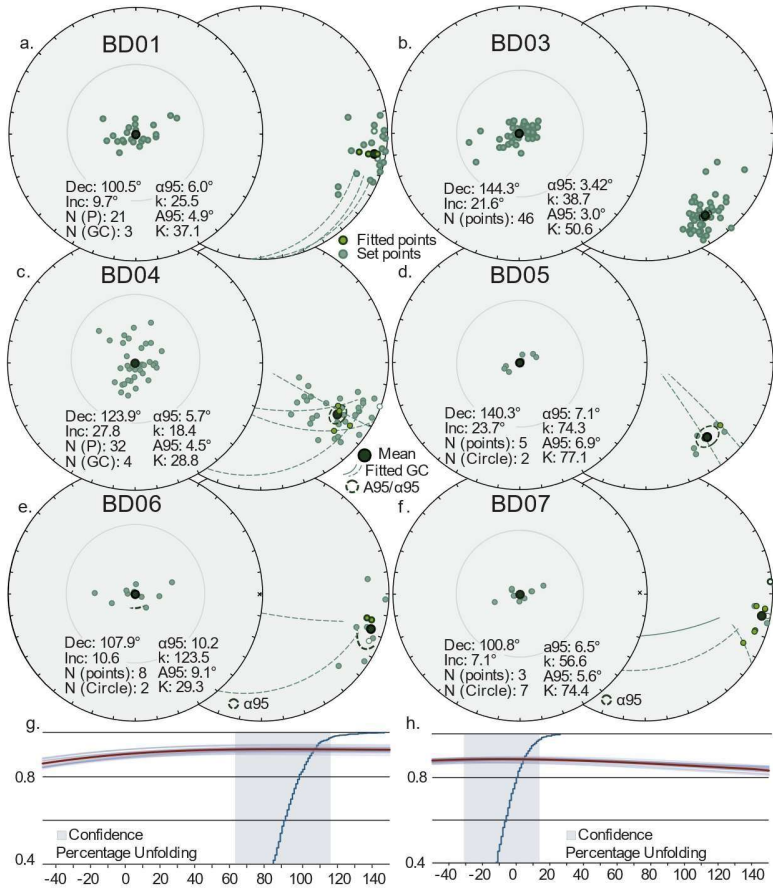 a.
BD01
Dec: 100.5° α95: 6.0°
Inc: 9.7° k: 25.5
N (P): 21 A95: 4.9°
N (GC): 3 K: 37.1
b.
BD03
Dec: 144.3° α95: 3.42°
Inc: 21.6° k: 38.7
N (points): 46 A95: 3.0°
K: 50.6
Fitted points
Set points
c.
BD04
Dec: 123.9° α95: 5.7°
Inc: 27.8 k: 18.4
N (P): 32 A95: 4.5°
N (GC): 4 K: 28.8
d.
BD05
Dec: 140.3° α95: 7.1°
Inc: 23.7° k: 74.3
N (points): 5 A95: 6.9°
N (Circle): 2 K: 77.1
Mean
Fitted GC
A95/α95
e.
BD06
Dec: 107.9° α95: 10.2
Inc: 10.6 k: 123.5
N (points): 8 A95: 9.1°
N (Circle): 2 K: 29.3
α95
f.
BD07
Dec: 100.8° a95: 6.5°
Inc: 7.1° k: 56.6
N (points): 3 A95: 5.6°
N (Circle): 7 K: 74.4
α95
g.
0.8
Confidence
Percentage Unfolding
0.4
-40 -20 0 20 40 60 80 100 120 140
h.
0.8
Confidence
Percentage Unfolding
0.4
-40 -20 0 20 40 60 80 100 120 140